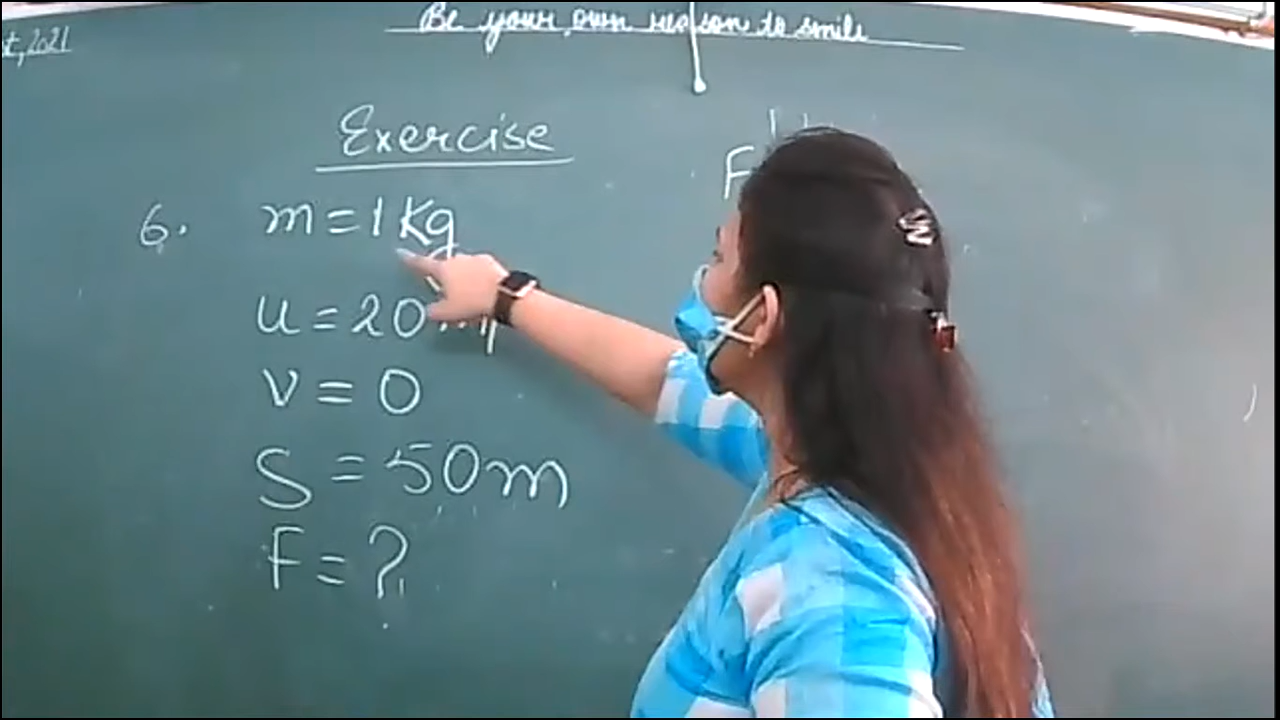 Be your own reason to smile
t, 2021
Exercise
6. m = 1 Kg
u = 20 m
v = 0
S = 50m
F = ?
F